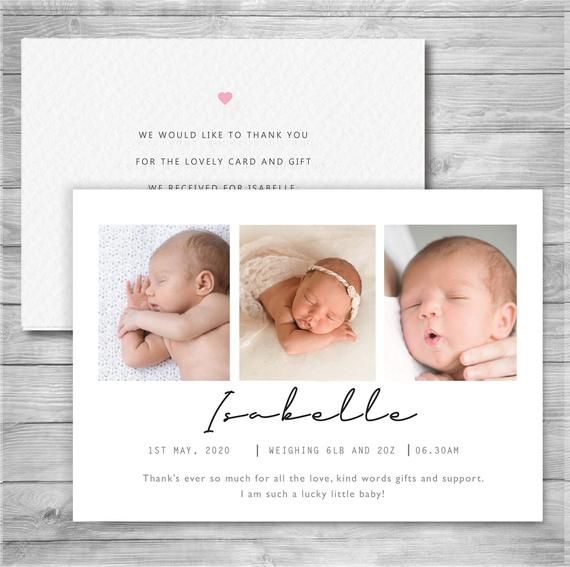 WE WOULD LIKE TO THANK YOU
FOR THE LOVELY CARD AND GIFT
WE RECEIVED FOR ISABELLE
Isabelle
1ST MAY, 2020 | WEIGHING 6LB AND 2OZ | 06.30AM
Thank's ever so much for all the love, kind words gifts and support.
I am such a lucky little baby!